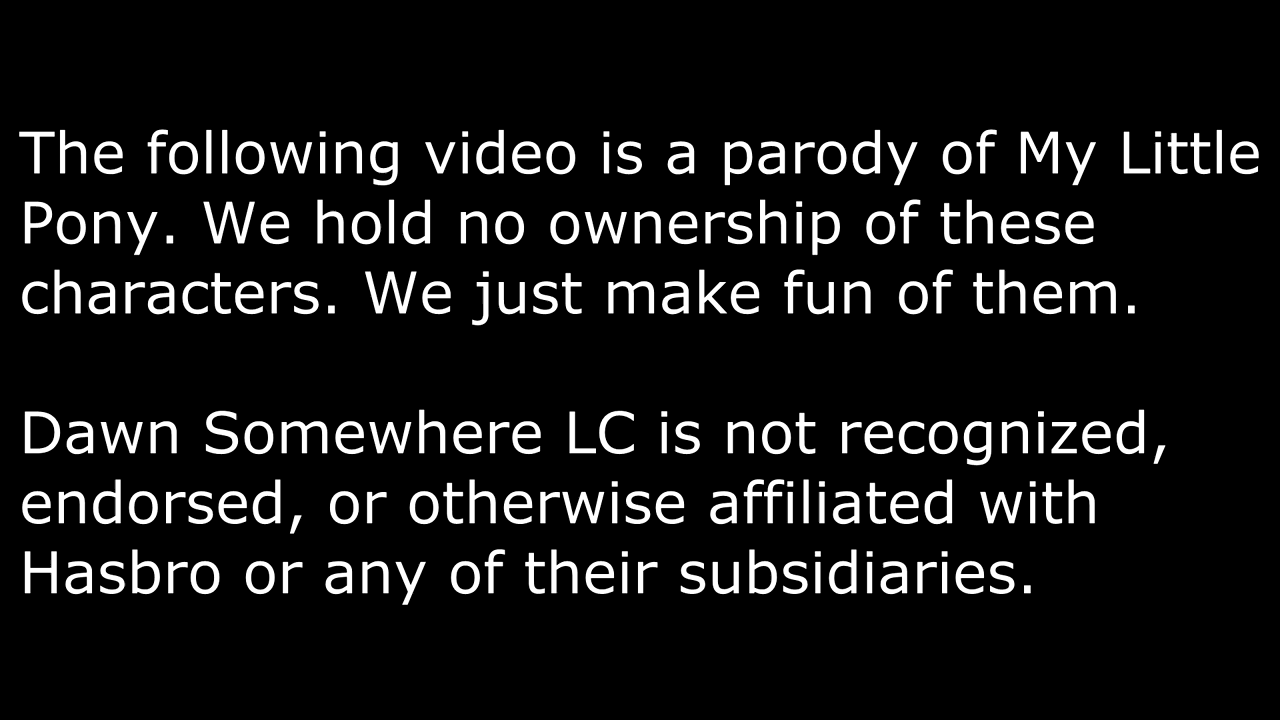 The following video is a parody of My Little
Pony. We hold no ownership of these
characters. We just make fun of them.
Dawn Somewhere LC is not recognized,
endorsed, or otherwise affiliated with
Hasbro or any of their subsidiaries.